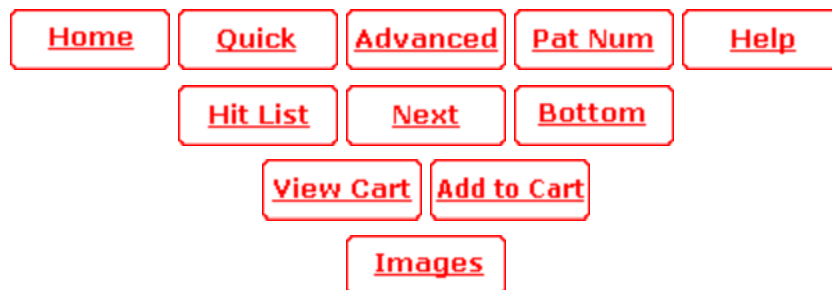 Home Quick Advanced Pat Num Help
Hit List Next Bottom
View Cart Add to Cart
Images